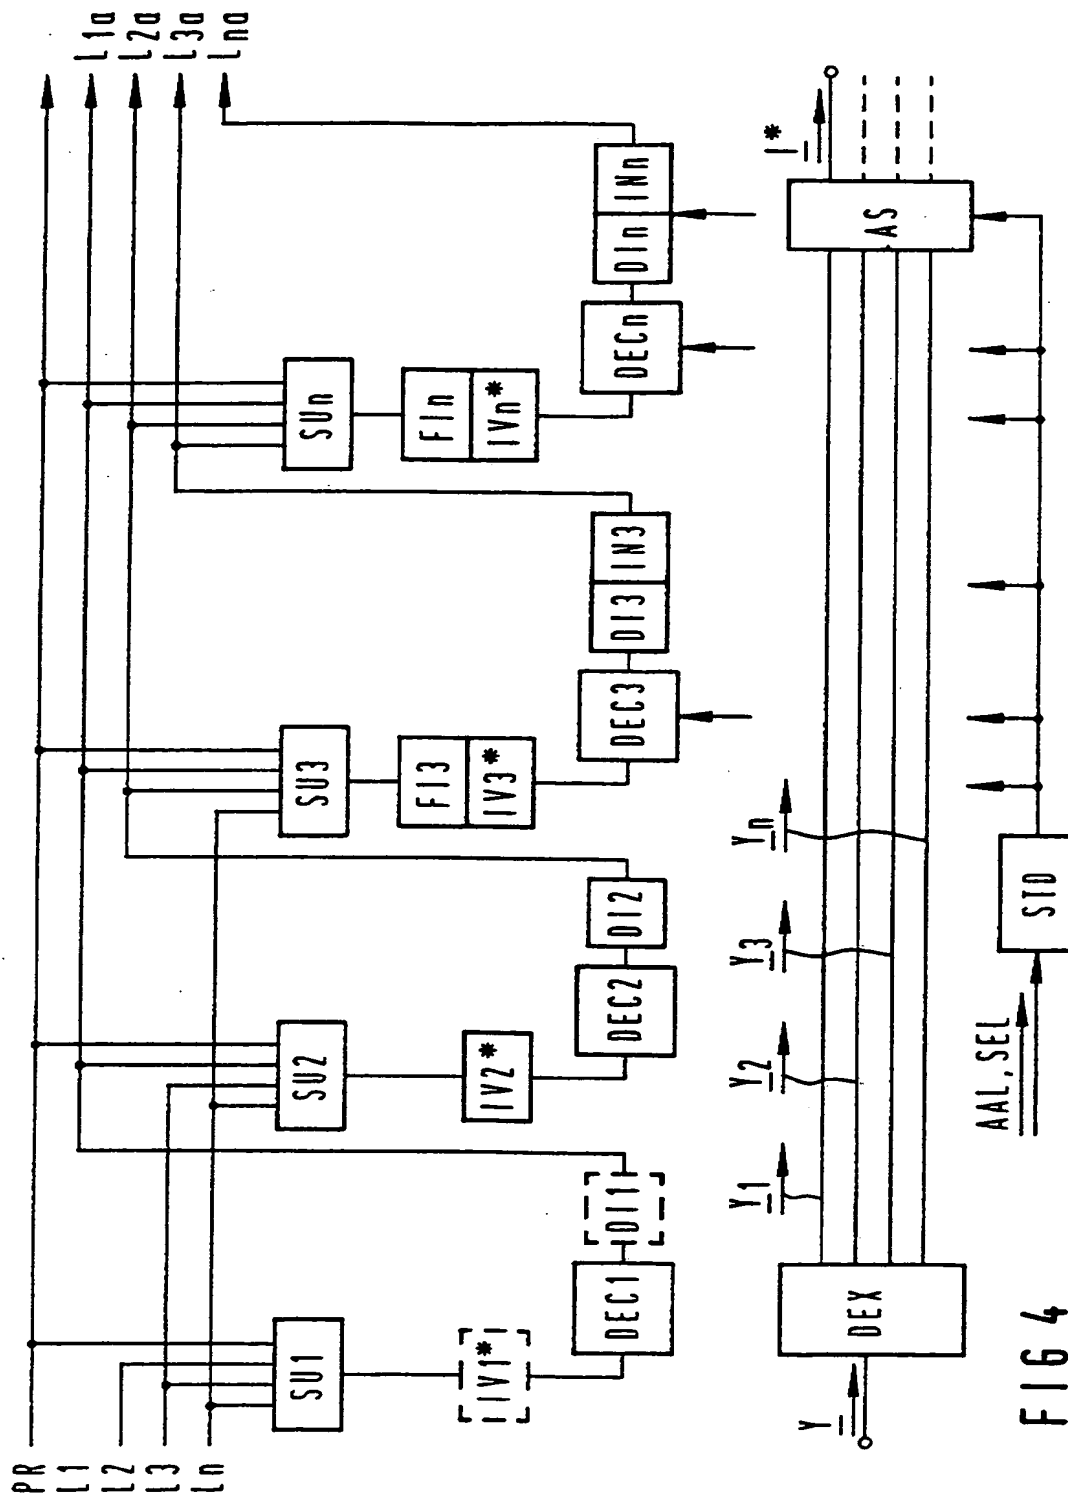 PR
L1
L2
L3
Ln
L1a
L2a
L3a
Lna
SU1
SU2
SU3
SUn
IV1*
IV2*
FI3
IV3*
FIn
IVn*
DEC1
DI1
DEC2
DI2
DEC3
DI3
IN3
DECn
DIn
INn
Y
DEX
Y1
Y2
Y3
Yn
AS
I*
AAL,SEL
STD
FIG 4